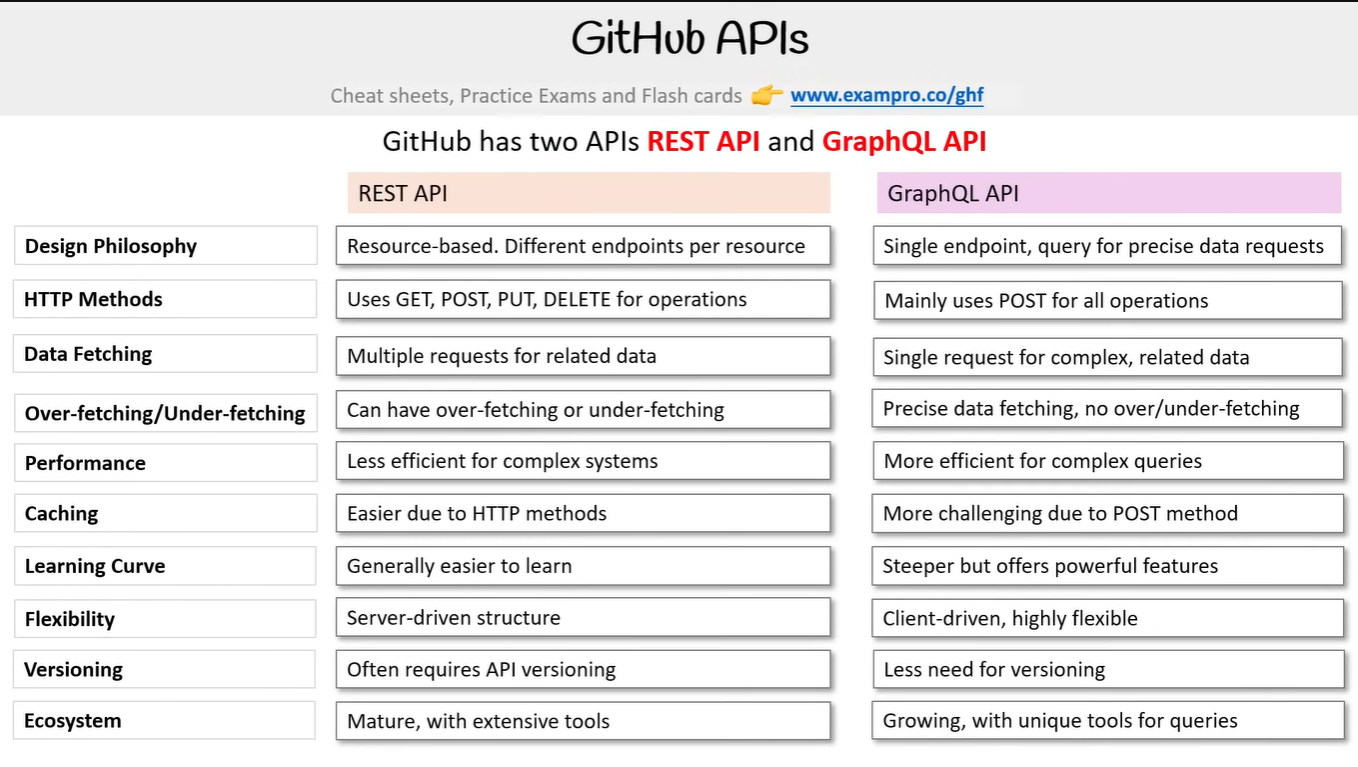 GitHub APIs
Cheat sheets, Practice Exams and Flash cards 👉 www.exampro.co/ghf
GitHub has two APIs REST API and GraphQL API
REST API GraphQL API
Design Philosophy Resource-based. Different endpoints per resource Single endpoint, query for precise data requests
HTTP Methods Uses GET, POST, PUT, DELETE for operations Mainly uses POST for all operations
Data Fetching Multiple requests for related data Single request for complex, related data
Over-fetching/Under-fetching Can have over-fetching or under-fetching Precise data fetching, no over/under-fetching
Performance Less efficient for complex systems More efficient for complex queries
Caching Easier due to HTTP methods More challenging due to POST method
Learning Curve Generally easier to learn Steeper but offers powerful features
Flexibility Server-driven structure Client-driven, highly flexible
Versioning Often requires API versioning Less need for versioning
Ecosystem Mature, with extensive tools Growing, with unique tools for queries